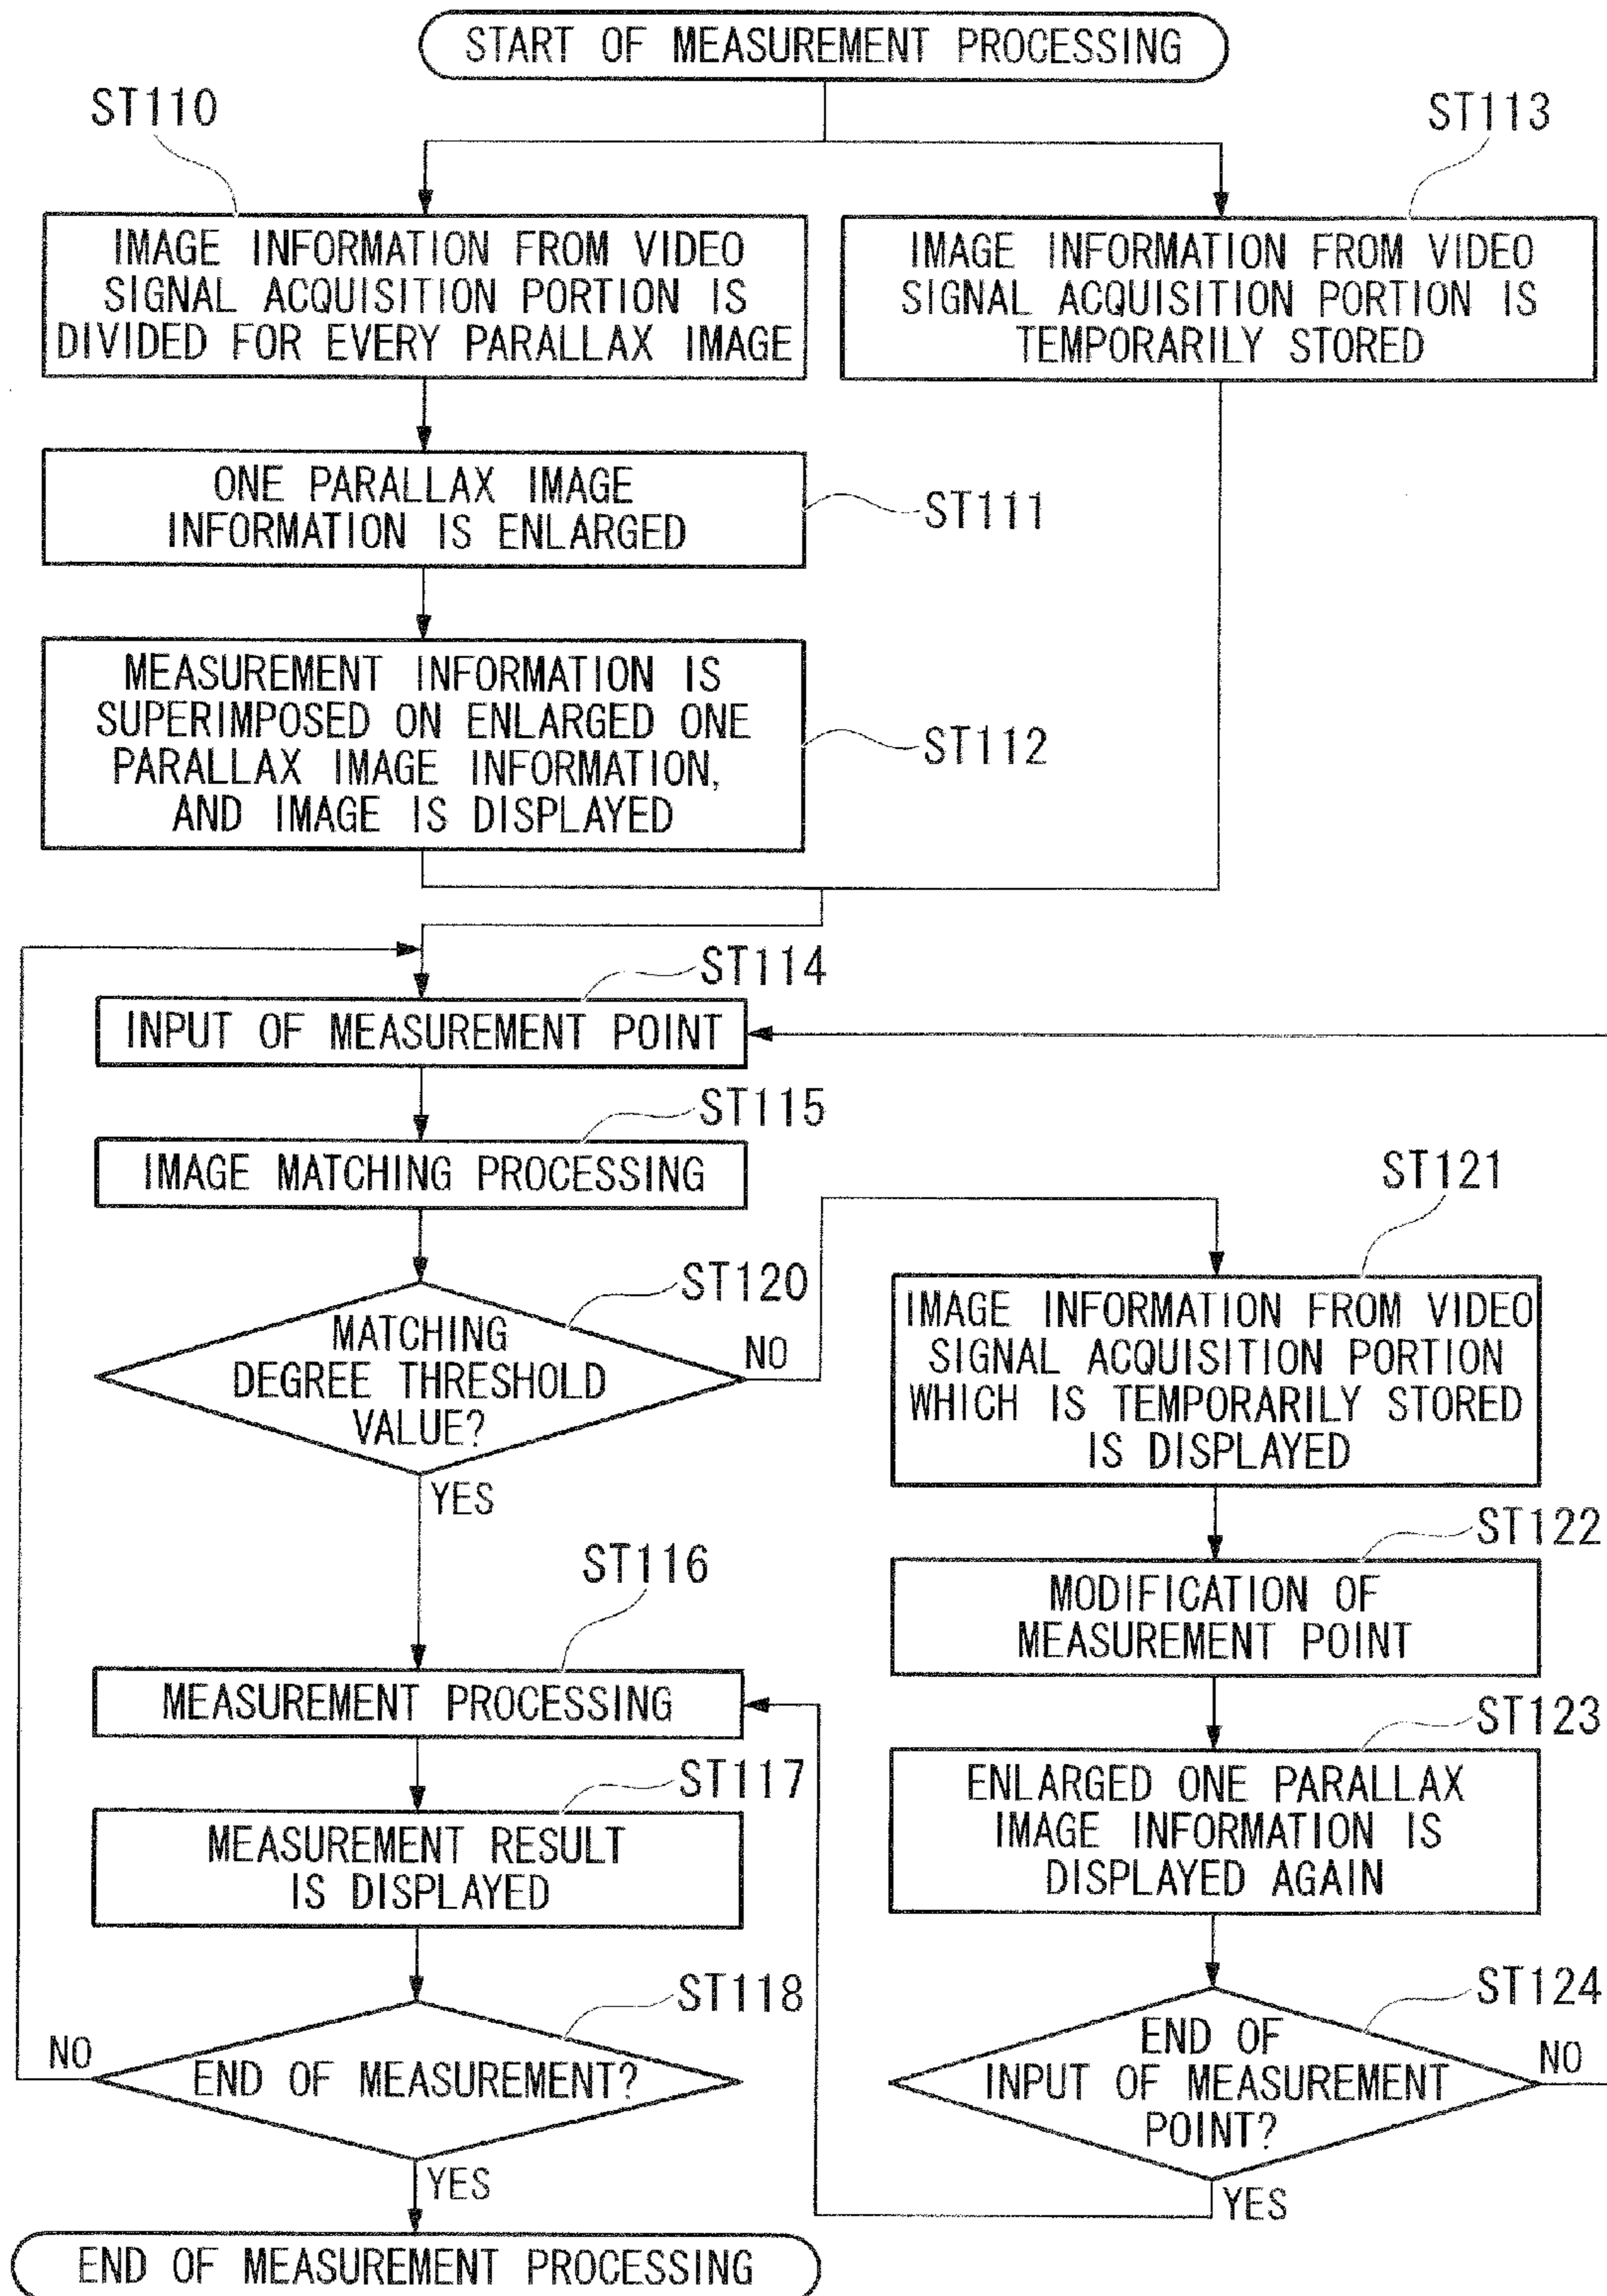 START OF MEASUREMENT PROCESSING
ST110
ST113
IMAGE INFORMATION FROM VIDEO
SIGNAL ACQUISITION PORTION IS
DIVIDED FOR EVERY PARALLAX IMAGE
IMAGE INFORMATION FROM VIDEO
SIGNAL ACQUISITION PORTION IS
TEMPORARILY STORED
ONE PARALLAX IMAGE
INFORMATION IS ENLARGED
ST111
MEASUREMENT INFORMATION IS
SUPERIMPOSED ON ENLARGED ONE
PARALLAX IMAGE INFORMATION,
AND IMAGE IS DISPLAYED
ST112
ST114
INPUT OF MEASUREMENT POINT
ST115
IMAGE MATCHING PROCESSING
ST120
MATCHING
DEGREE THRESHOLD
VALUE?
NO
YES
ST121
IMAGE INFORMATION FROM VIDEO
SIGNAL ACQUISITION PORTION
WHICH IS TEMPORARILY STORED
IS DISPLAYED
ST122
MODIFICATION OF
MEASUREMENT POINT
ST116
MEASUREMENT PROCESSING
ST123
ENLARGED ONE PARALLAX
IMAGE INFORMATION IS
DISPLAYED AGAIN
ST117
MEASUREMENT RESULT
IS DISPLAYED
ST118
END OF MEASUREMENT?
NO
YES
ST124
END OF
INPUT OF MEASUREMENT
POINT?
NO
YES
END OF MEASUREMENT PROCESSING